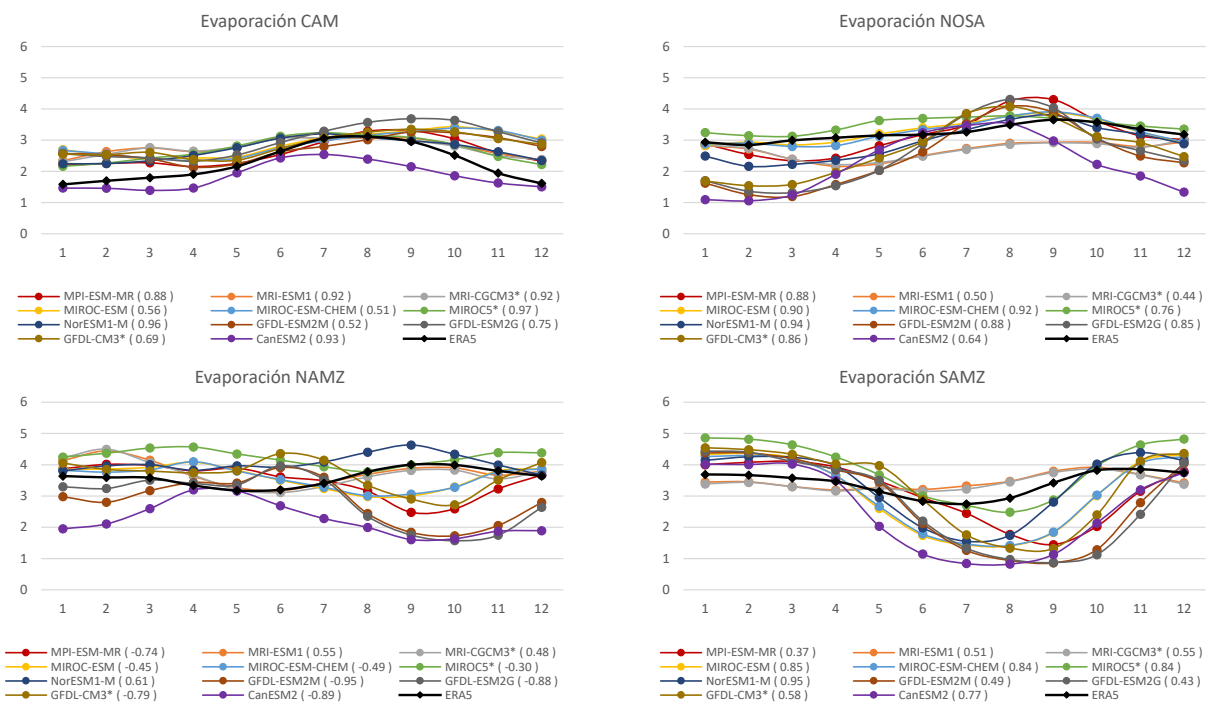 Evaporación CAM
6
5
4
3
2
1
0
1 2 3 4 5 6 7 8 9 10 11 12
MPI-ESM-MR ( 0.88 ) MRI-ESM1 ( 0.92 ) MRI-CGCM3* ( 0.92 )
MIROC-ESM ( 0.56 ) MIROC-ESM-CHEM ( 0.51 ) MIROC5* ( 0.97 )
NorESM1-M ( 0.96 ) GFDL-ESM2M ( 0.52 ) GFDL-ESM2G ( 0.75 )
GFDL-CM3* ( 0.69 ) CanESM2 ( 0.93 ) ERA5
Evaporación NOSA
6
5
4
3
2
1
0
1 2 3 4 5 6 7 8 9 10 11 12
MPI-ESM-MR ( 0.88 ) MRI-ESM1 ( 0.50 ) MRI-CGCM3* ( 0.44 )
MIROC-ESM ( 0.90 ) MIROC-ESM-CHEM ( 0.92 ) MIROC5* ( 0.76 )
NorESM1-M ( 0.94 ) GFDL-ESM2M ( 0.88 ) GFDL-ESM2G ( 0.85 )
GFDL-CM3* ( 0.86 ) CanESM2 ( 0.64 ) ERA5
Evaporación NAMZ
6
5
4
3
2
1
0
1 2 3 4 5 6 7 8 9 10 11 12
MPI-ESM-MR ( -0.74 ) MRI-ESM1 ( 0.55 ) MRI-CGCM3* ( 0.48 )
MIROC-ESM ( -0.45 ) MIROC-ESM-CHEM ( -0.49 ) MIROC5* ( -0.30 )
NorESM1-M ( 0.61 ) GFDL-ESM2M ( -0.95 ) GFDL-ESM2G ( -0.88 )
GFDL-CM3* ( -0.79 ) CanESM2 ( -0.89 ) ERA5
Evaporación SAMZ
6
5
4
3
2
1
0
1 2 3 4 5 6 7 8 9 10 11 12
MPI-ESM-MR ( 0.37 ) MRI-ESM1 ( 0.51 ) MRI-CGCM3* ( 0.55 )
MIROC-ESM ( 0.85 ) MIROC-ESM-CHEM ( 0.84 ) MIROC5* ( 0.84 )
NorESM1-M ( 0.95 ) GFDL-ESM2M ( 0.49 ) GFDL-ESM2G ( 0.43 )
GFDL-CM3* ( 0.58 ) CanESM2 ( 0.77 ) ERA5